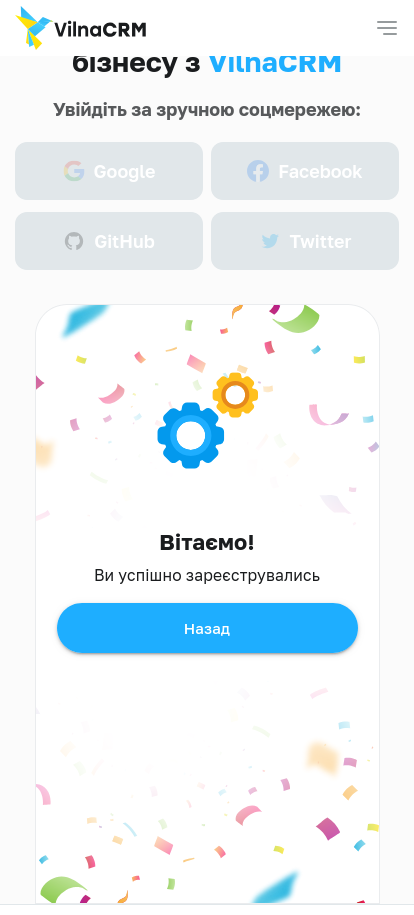 VilnaCRM
бізнесу з VilnaCRM
Увійдіть за зручною соцмережею:
Google
Facebook
GitHub
Twitter
Вітаємо!
Ви успішно зареєструвались
Назад